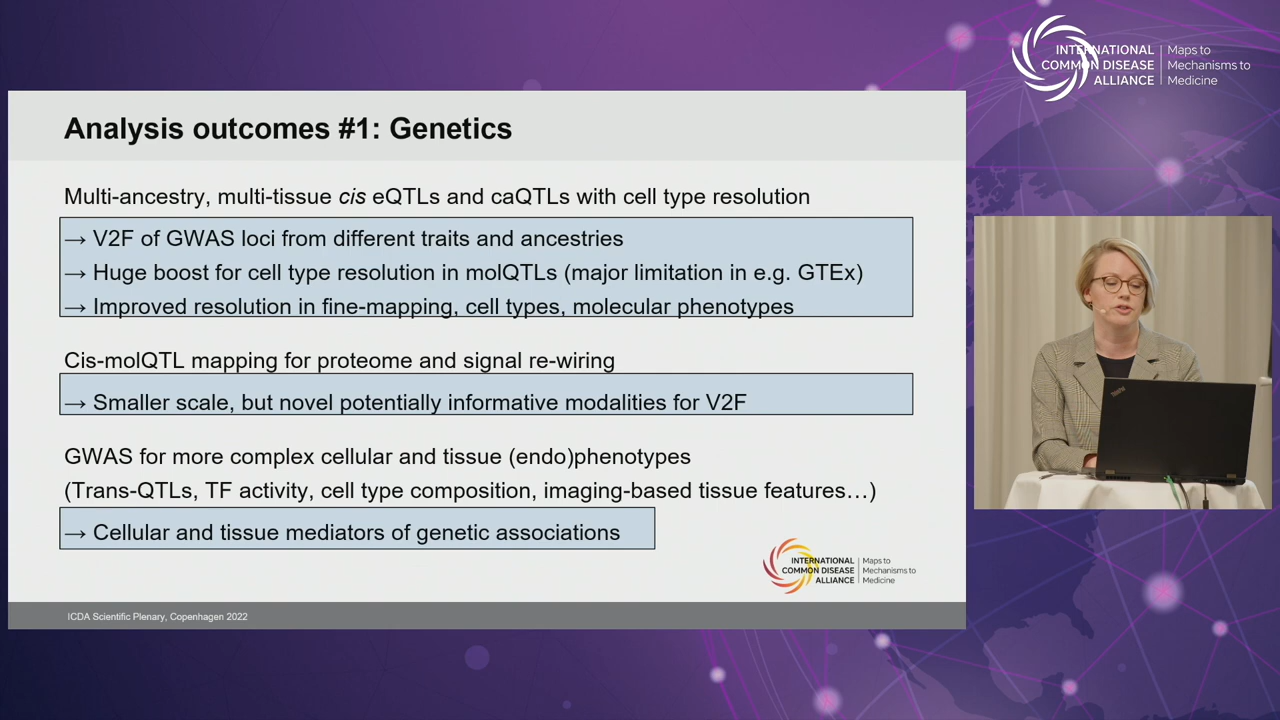 INTERNATIONAL
COMMON DISEASE
ALLIANCE
Maps to
Mechanisms to
Medicine
Analysis outcomes #1: Genetics
Multi-ancestry, multi-tissue cis eQTLs and caQTLs with cell type resolution
→ V2F of GWAS loci from different traits and ancestries
→ Huge boost for cell type resolution in molQTLs (major limitation in e.g. GTEx)
→ Improved resolution in fine-mapping, cell types, molecular phenotypes
Cis-molQTL mapping for proteome and signal re-wiring
→ Smaller scale, but novel potentially informative modalities for V2F
GWAS for more complex cellular and tissue (endo)phenotypes
(Trans-QTLs, TF activity, cell type composition, imaging-based tissue features…)
→ Cellular and tissue mediators of genetic associations
INTERNATIONAL
COMMON DISEASE
ALLIANCE
Maps to
Mechanisms to
Medicine
ICDA Scientific Plenary, Copenhagen 2022
ThinkPad